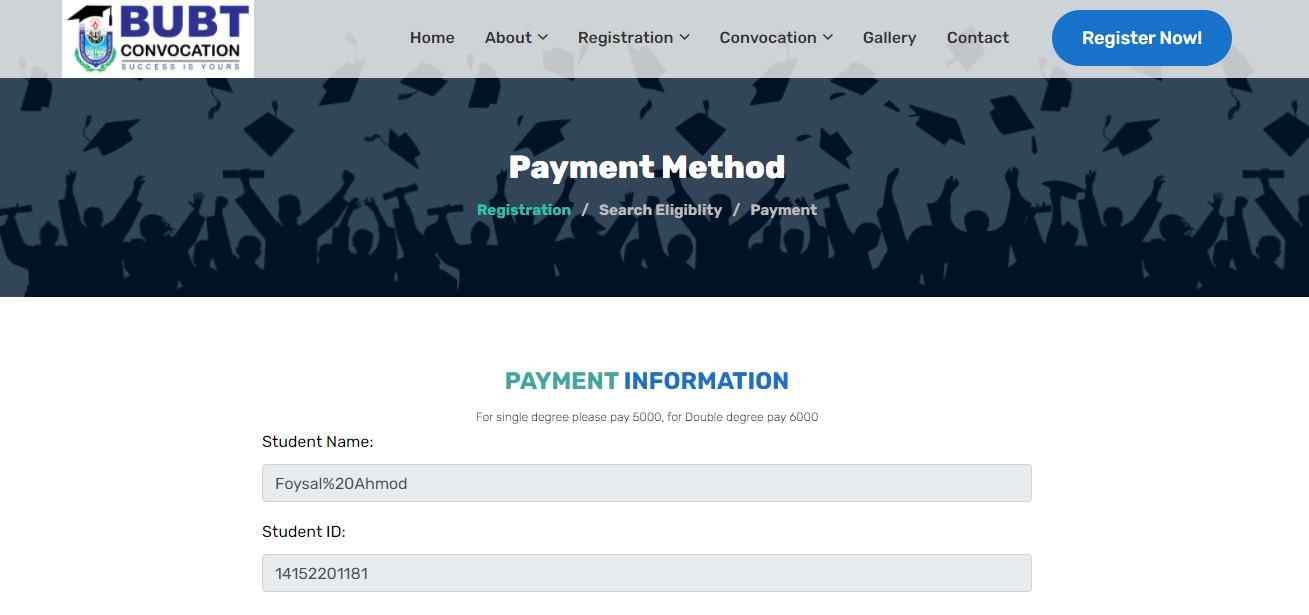 BUBT
CONVOCATION
SUCCESS IS YOURS
Home About Registration Convocation Gallery Contact Register Now!
Payment Method
Registration / Search Eligiblity / Payment
PAYMENT INFORMATION
For single degree please pay 5000, for Double degree pay 6000
Student Name:
Foysal%20Ahmod
Student ID:
14152201181